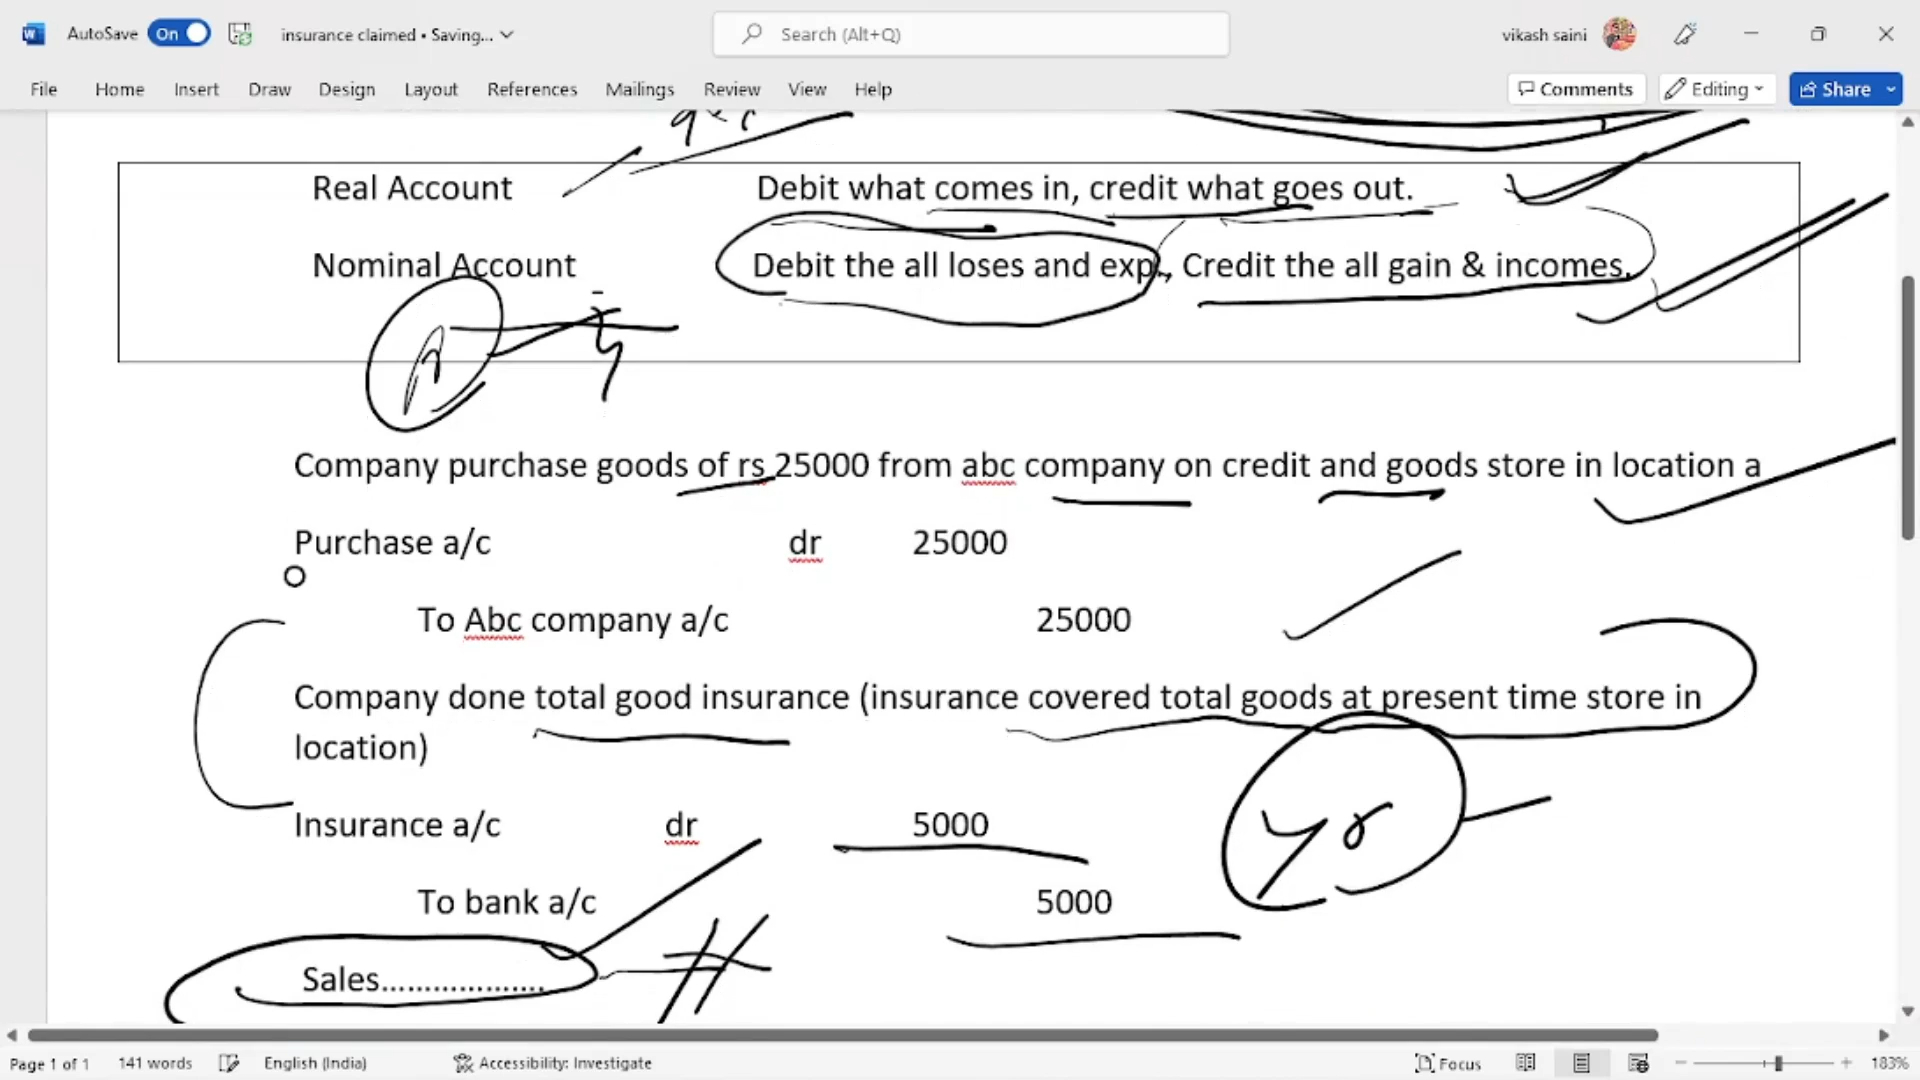 AutoSave On insurance claimed • Saving... Search (Alt+Q) vikash saini
File Home Insert Draw Design Layout References Mailings Review View Help Comments Editing Share
Real Account Debit what comes in, credit what goes out.
Nominal Account Debit the all loses and exp., Credit the all gain & incomes.
Company purchase goods of rs 25000 from abc company on credit and goods store in location a
Purchase a/c dr 25000
To Abc company a/c 25000
Company done total good insurance (insurance covered total goods at present time store in
location)
Insurance a/c dr 5000
yr
To bank a/c 5000
Sales...................
Page 1 of 1 141 words English (India) Accessibility: Investigate Focus 183%